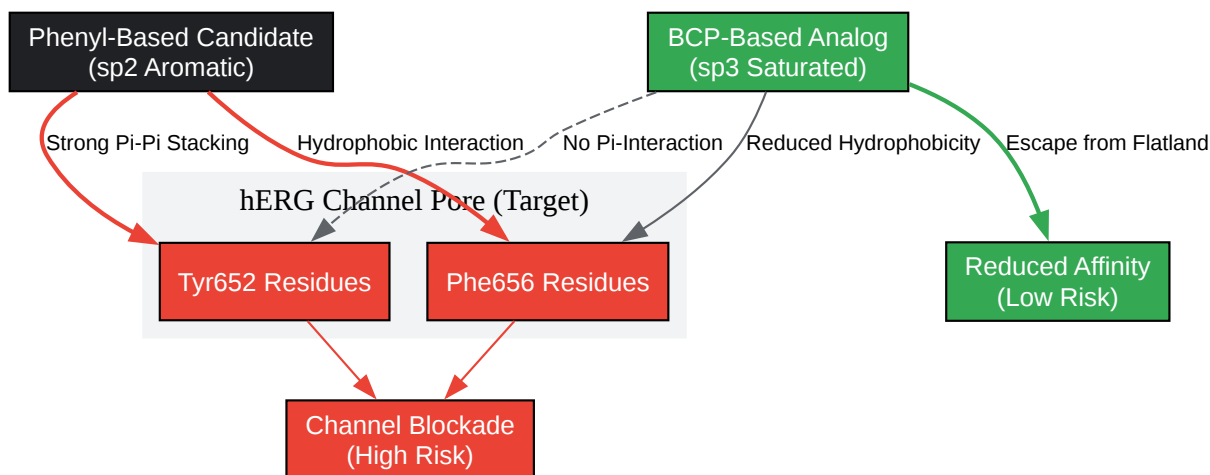 Phenyl-Based Candidate
(sp2 Aromatic)
BCP-Based Analog
(sp3 Saturated)
Strong Pi-Pi Stacking
Hydrophobic Interaction
No Pi-Interaction
Reduced Hydrophobicity
Escape from Flatland
hERG Channel Pore (Target)
Tyr652 Residues
Phe656 Residues
Reduced Affinity
(Low Risk)
Channel Blockade
(High Risk)